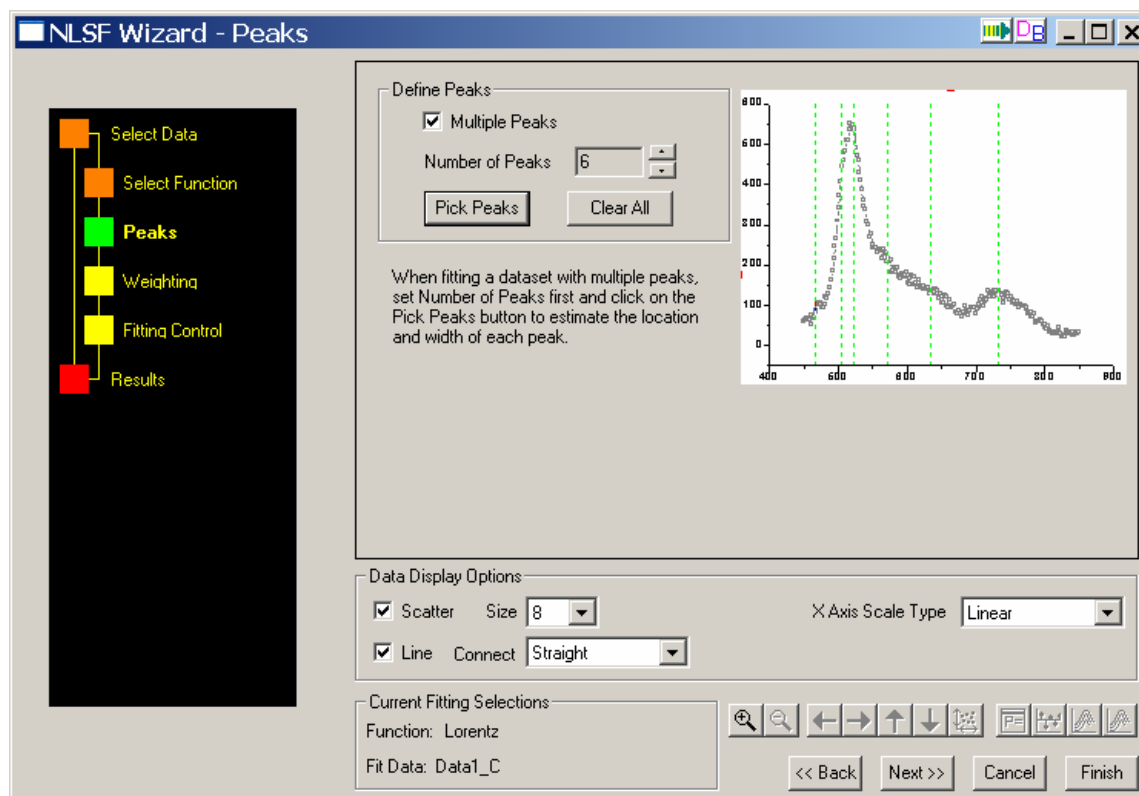 NLSF Wizard - Peaks
DB
Select Data
Select Function
Peaks
Weighting
Fitting Control
Results
Define Peaks
Multiple Peaks
Number of Peaks 6
Pick Peaks Clear All
When fitting a dataset with multiple peaks,
set Number of Peaks first and click on the
Pick Peaks button to estimate the location
and width of each peak.
600
500
400
300
200
100
0
400 500 600 700 800 900
Data Display Options
Scatter Size 8 X Axis Scale Type Linear
Line Connect Straight
Current Fitting Selections
Function: Lorentz
Fit Data: Data1_C
P=
<< Back Next >> Cancel Finish